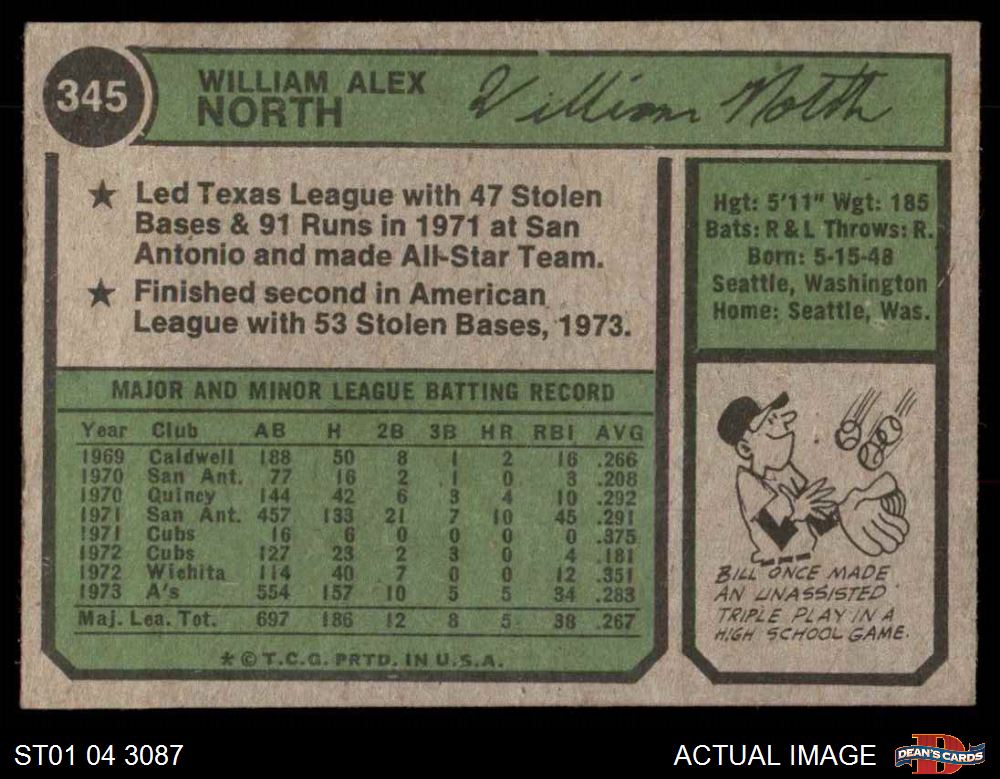 345
WILLIAM ALEX
NORTH
William North
★ Led Texas League with 47 Stolen
Bases & 91 Runs in 1971 at San
Antonio and made All-Star Team.
★ Finished second in American
League with 53 Stolen Bases, 1973.
Hgt: 5'11" Wgt: 185
Bats: R & L Throws: R.
Born: 5-15-48
Seattle, Washington
Home: Seattle, Was.
MAJOR AND MINOR LEAGUE BATTING RECORD
Year Club AB H 2B 3B HR RBI AVG
1969 Caldwell 188 50 8 1 2 16 .266
1970 San Ant. 77 16 2 1 0 3 .208
1970 Quincy 144 42 6 3 4 10 .292
1971 San Ant. 457 133 21 7 10 45 .291
1971 Cubs 16 6 0 0 0 0 .375
1972 Cubs 127 23 2 3 0 4 .181
1972 Wichita 114 40 7 0 0 12 .351
1973 A's 554 157 10 5 5 34 .283
Maj. Lea. Tot. 697 186 12 8 5 38 .267
* © T.C.G. PRTD. IN U.S.A.
BILL ONCE MADE
AN UNASSISTED
TRIPLE PLAY IN A
HIGH SCHOOL GAME.
ST01 04 3087
ACTUAL IMAGE
D
DEAN'S CARDS